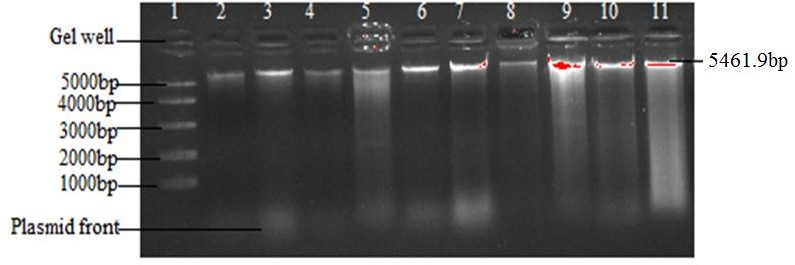 1 2 3 4 5 6 7 8 9 10 11
Gel well
5461.9bp
5000bp
4000bp
3000bp
2000bp
1000bp
Plasmid front